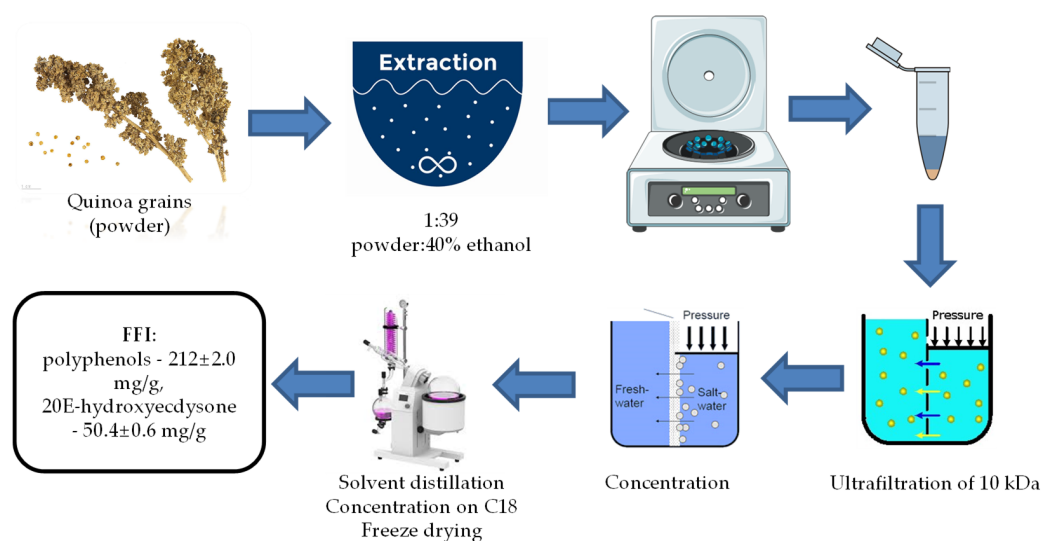 Extraction
Quinoa grains
(powder)
1:39
powder:40% ethanol
Pressure
Fresh-
water
Salt-
water
Pressure
FFI:
polyphenols - 212±2.0
mg/g,
20E-hydroxyecdysone
- 50.4±0.6 mg/g
Solvent distillation
Concentration on C18
Freeze drying
Concentration
Ultrafiltration of 10 kDa